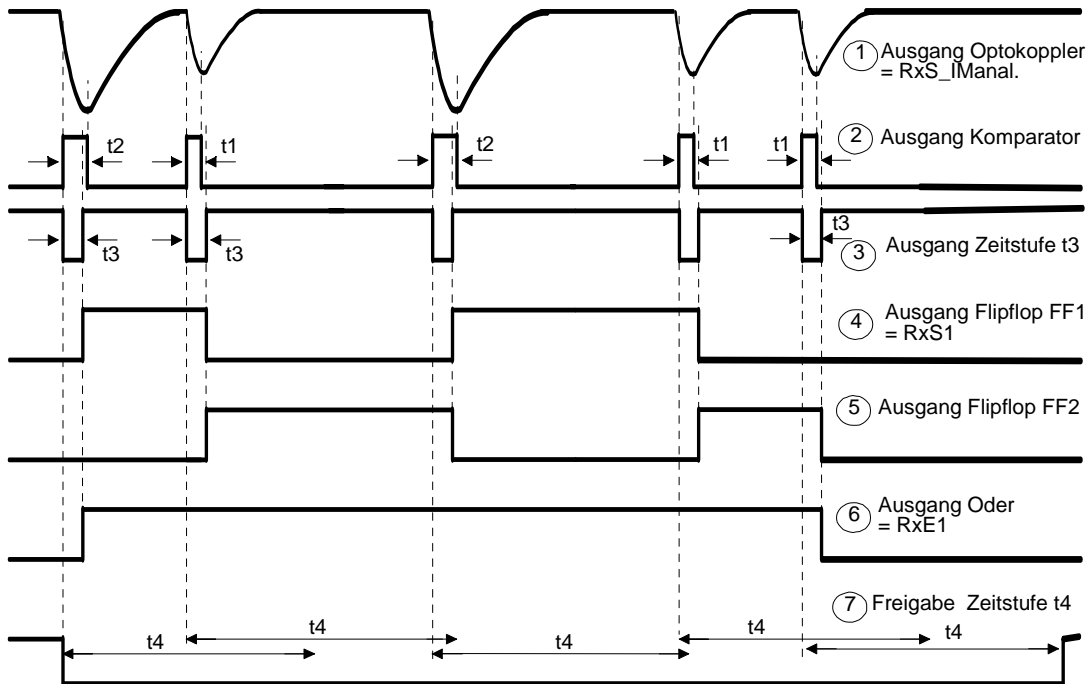 1 Ausgang Optokoppler
= RxS_IManal.
t2 t1 t2 t1 t1 2 Ausgang Komparator
t3 t3 t3 3 Ausgang Zeitstufe t3
4 Ausgang Flipflop FF1
= RxS1
5 Ausgang Flipflop FF2
6 Ausgang Oder
= RxE1
7 Freigabe Zeitstufe t4
t4 t4 t4 t4 t4